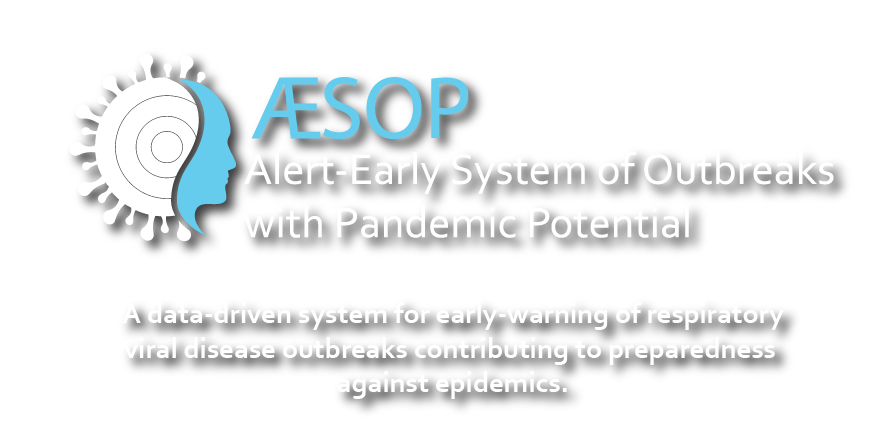 ÆSOP
Alert-Early System of Outbreaks
with Pandemic Potential
A data-driven system for early-warning of respiratory
viral disease outbreaks contributing to preparedness
against epidemics.